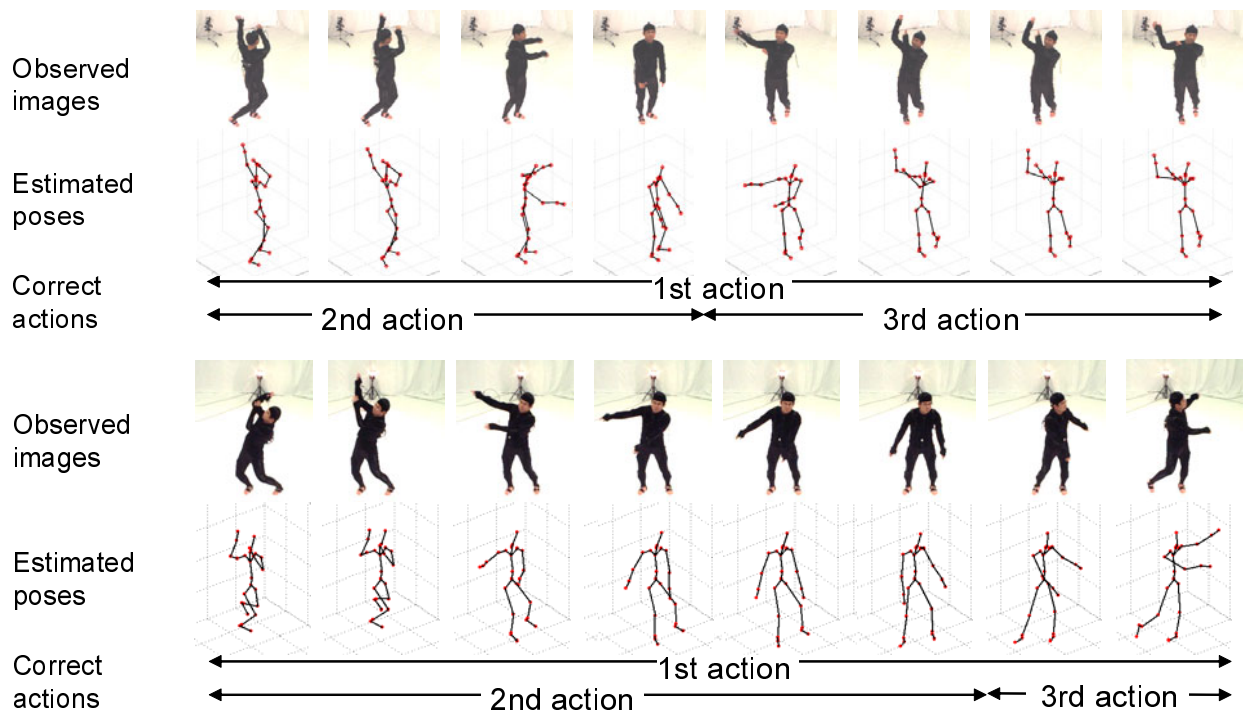 Observed
images
Estimated
poses
Correct
actions
1st action
2nd action 3rd action
Observed
images
Estimated
poses
Correct
actions
1st action
2nd action 3rd action